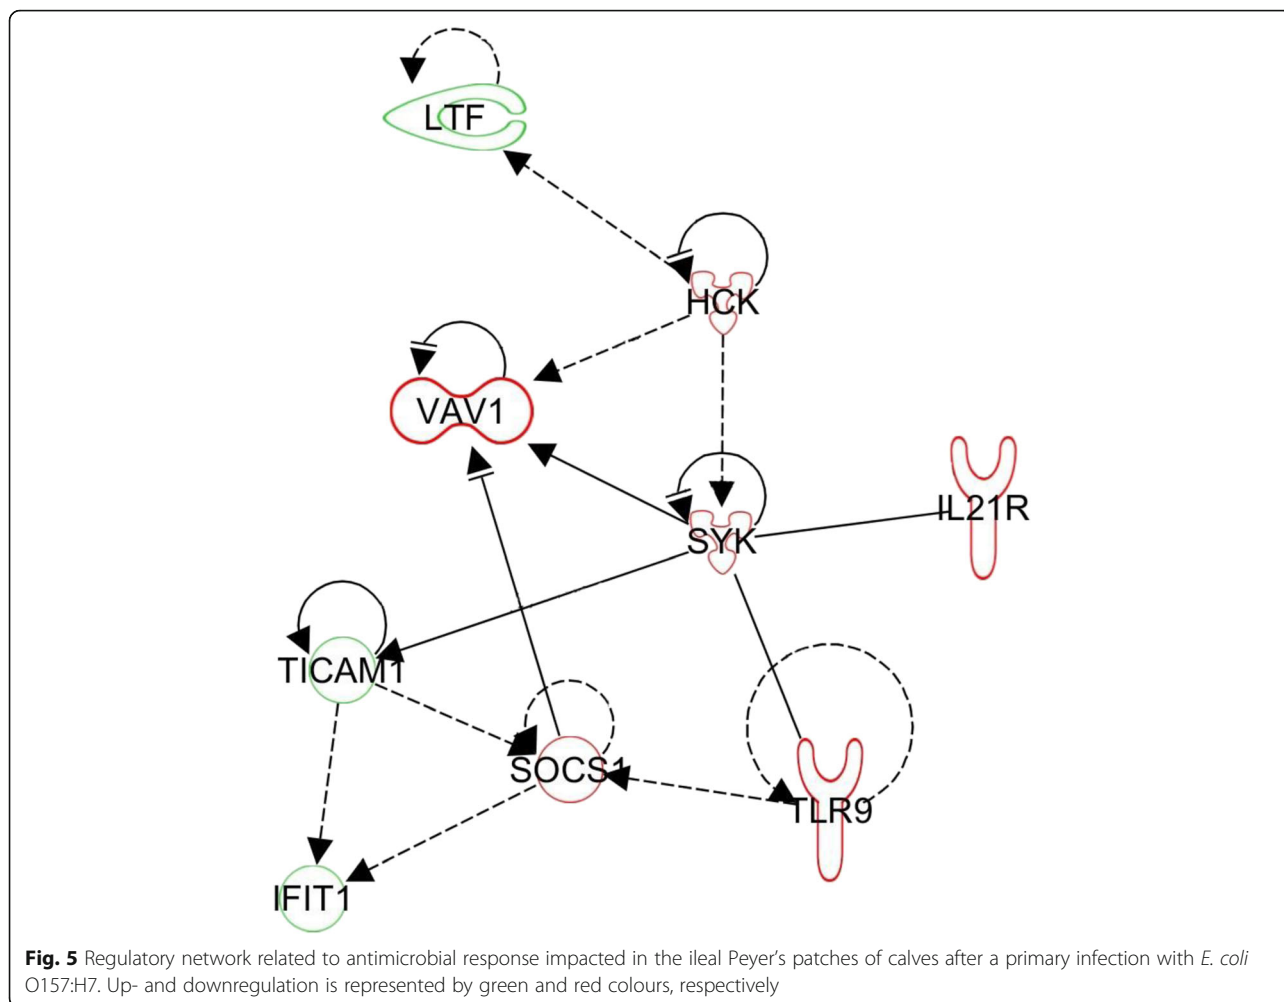 LTF
HCK
VAV1
IL21R
SYK
TICAM1
SOCS1
TLR9
IFIT1
Fig. 5 Regulatory network related to antimicrobial response impacted in the ileal Peyer's patches of calves after a primary infection with E. coli
O157:H7. Up- and downregulation is represented by green and red colours, respectively